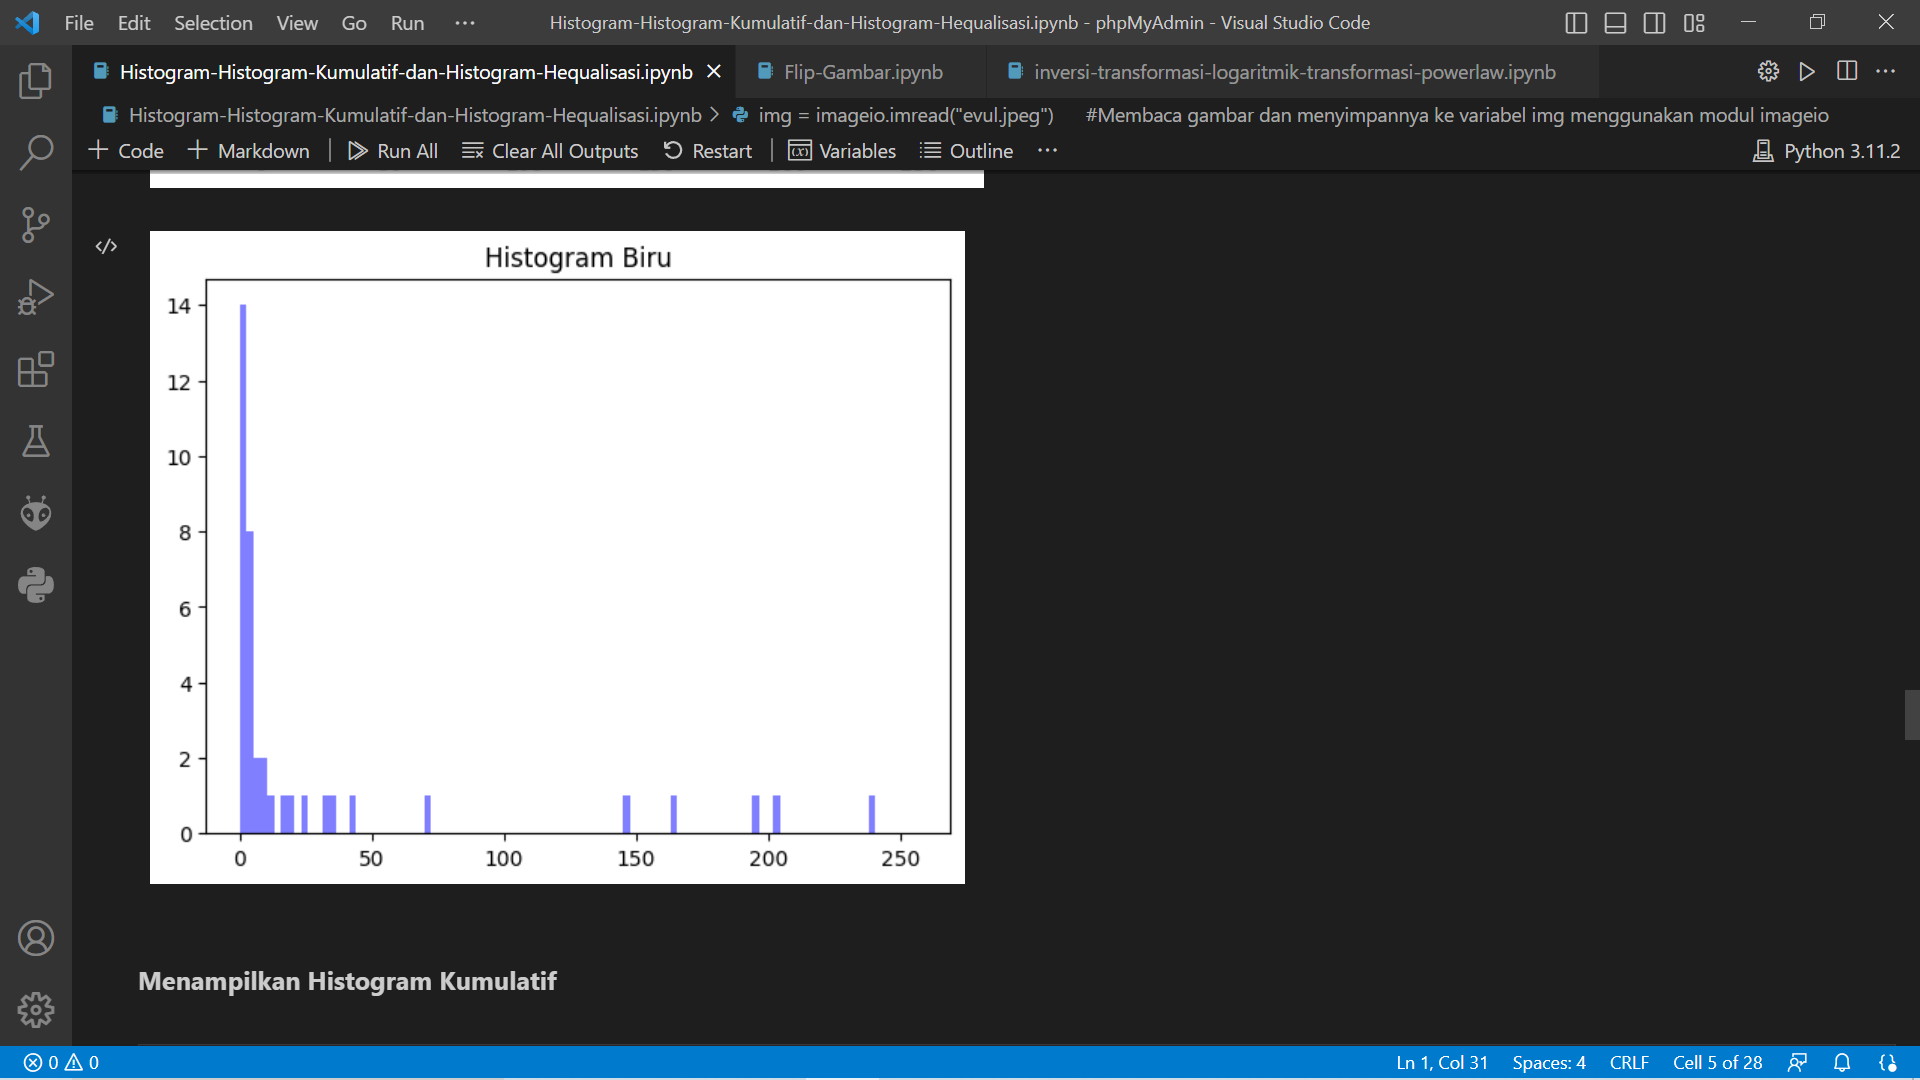 File Edit Selection View Go Run ··· Histogram-Histogram-Kumulatif-dan-Histogram-Hequalisasi.ipynb - phpMyAdmin - Visual Studio Code
Histogram-Histogram-Kumulatif-dan-Histogram-Hequalisasi.ipynb Flip-Gambar.ipynb inversi-transformasi-logaritmik-transformasi-powerlaw.ipynb
Histogram-Histogram-Kumulatif-dan-Histogram-Hequalisasi.ipynb > img = imageio.imread("evul.jpeg") #Membaca gambar dan menyimpannya ke variabel img menggunakan modul imageio
Code Markdown Run All Clear All Outputs Restart Variables Outline ··· Python 3.11.2
Histogram Biru
14
12
10
8
6
4
2
0
0 50 100 150 200 250
Menampilkan Histogram Kumulatif
0 0 Ln 1, Col 31 Spaces: 4 CRLF Cell 5 of 28